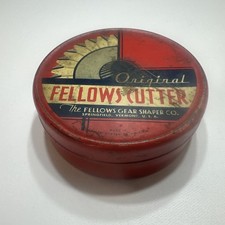 Original
FELLOWS CUTTER
The FELLOWS GEAR SHAPER CO.
SPRINGFIELD, VERMONT, U.S.A.